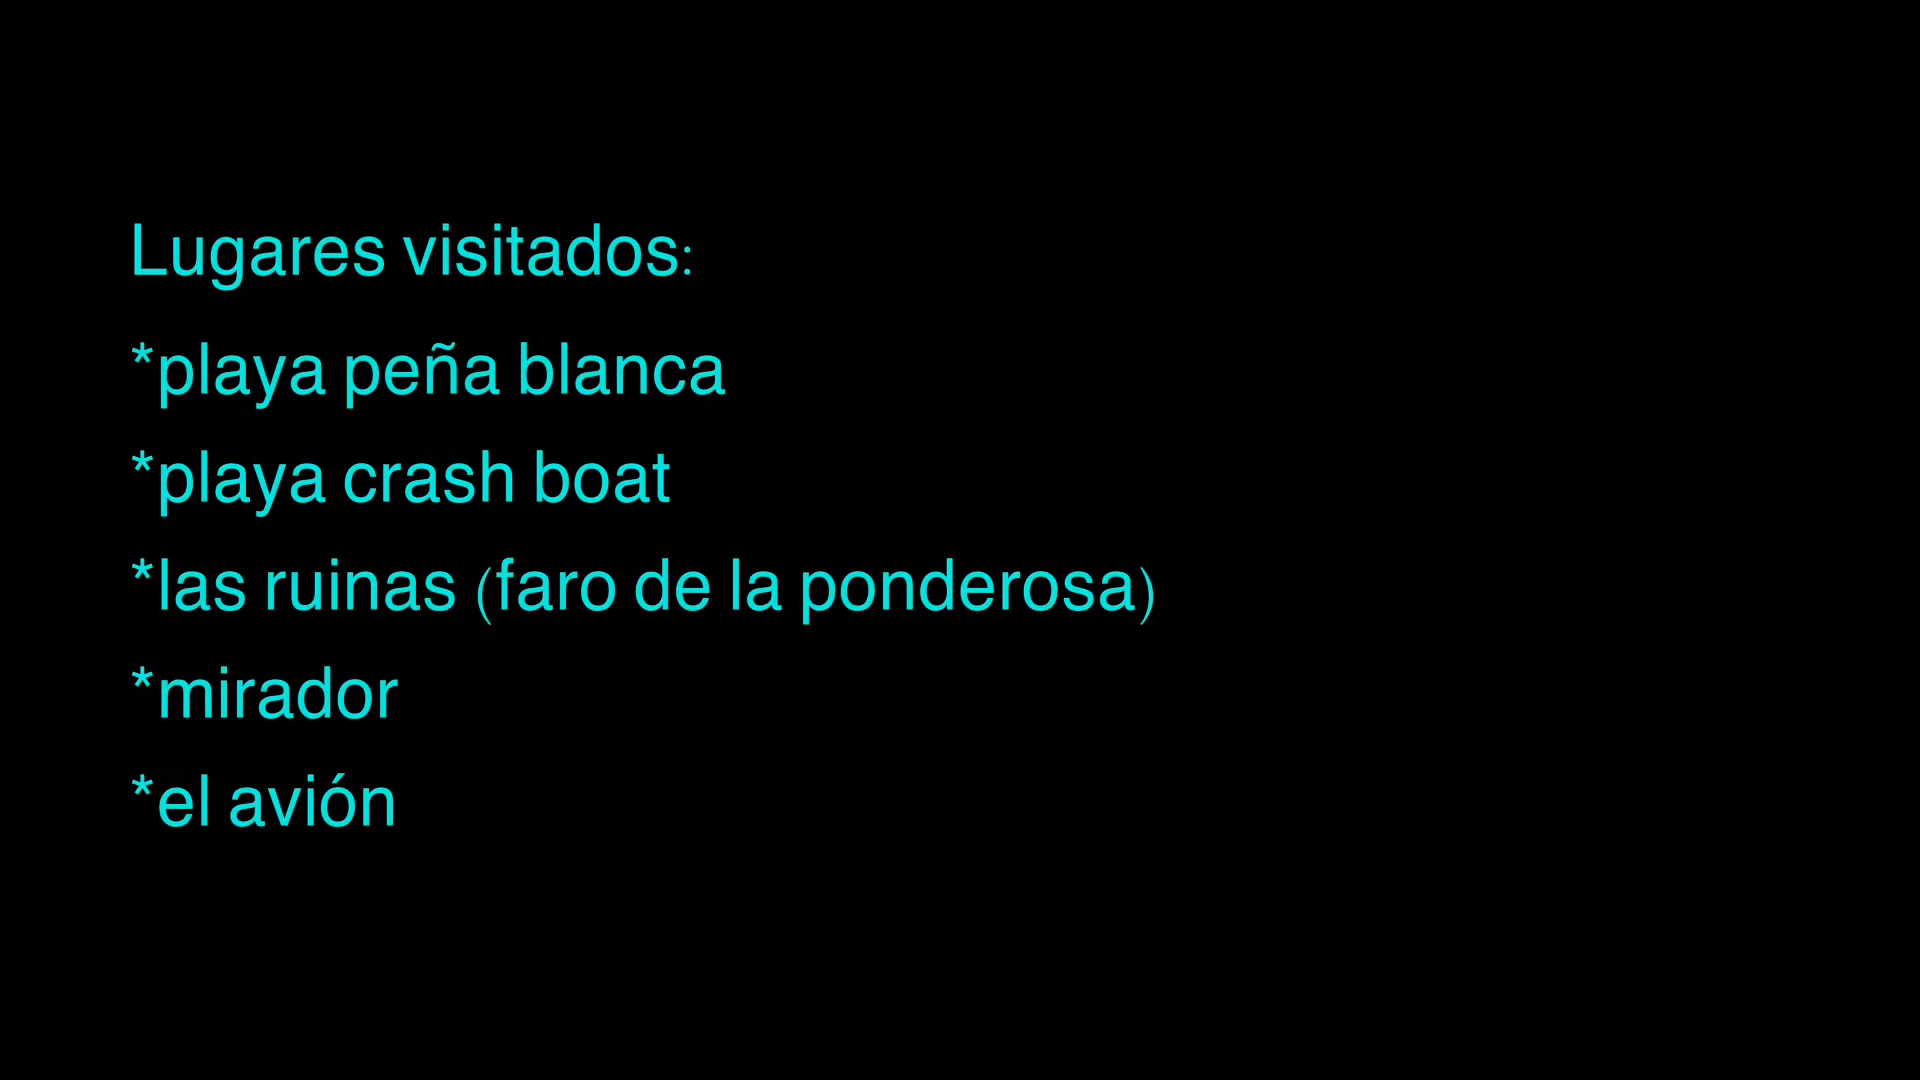 Lugares visitados:
*playa peña blanca
*playa crash boat
*las ruinas (faro de la ponderosa)
*mirador
*el avión